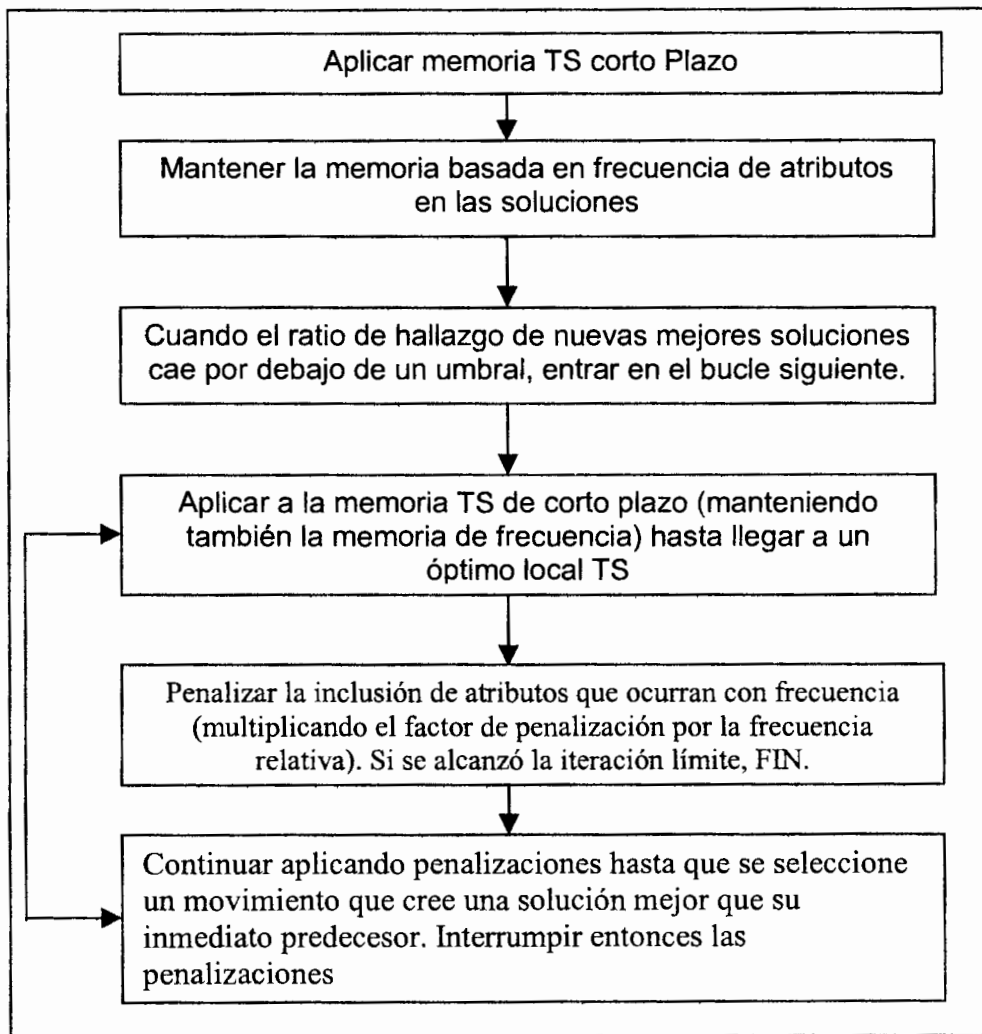 Aplicar memoria TS corto Plazo
Mantener la memoria basada en frecuencia de atributos
en las soluciones
Cuando el ratio de hallazgo de nuevas mejores soluciones
cae por debajo de un umbral, entrar en el bucle siguiente.
Aplicar a la memoria TS de corto plazo (manteniendo
también la memoria de frecuencia) hasta llegar a un
óptimo local TS
Penalizar la inclusión de atributos que ocurran con frecuencia
(multiplicando el factor de penalización por la frecuencia
relativa). Si se alcanzó la iteración límite, FIN.
Continuar aplicando penalizaciones hasta que se seleccione
un movimiento que cree una solución mejor que su
inmediato predecesor. Interrumpir entonces las
penalizaciones